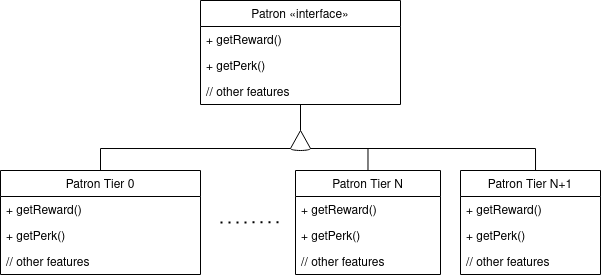 Patron «interface»
+ getReward()
+ getPerk()
// other features
Patron Tier 0
+ getReward()
+ getPerk()
// other features
Patron Tier N
+ getReward()
+ getPerk()
// other features
Patron Tier N+1
+ getReward()
+ getPerk()
// other features